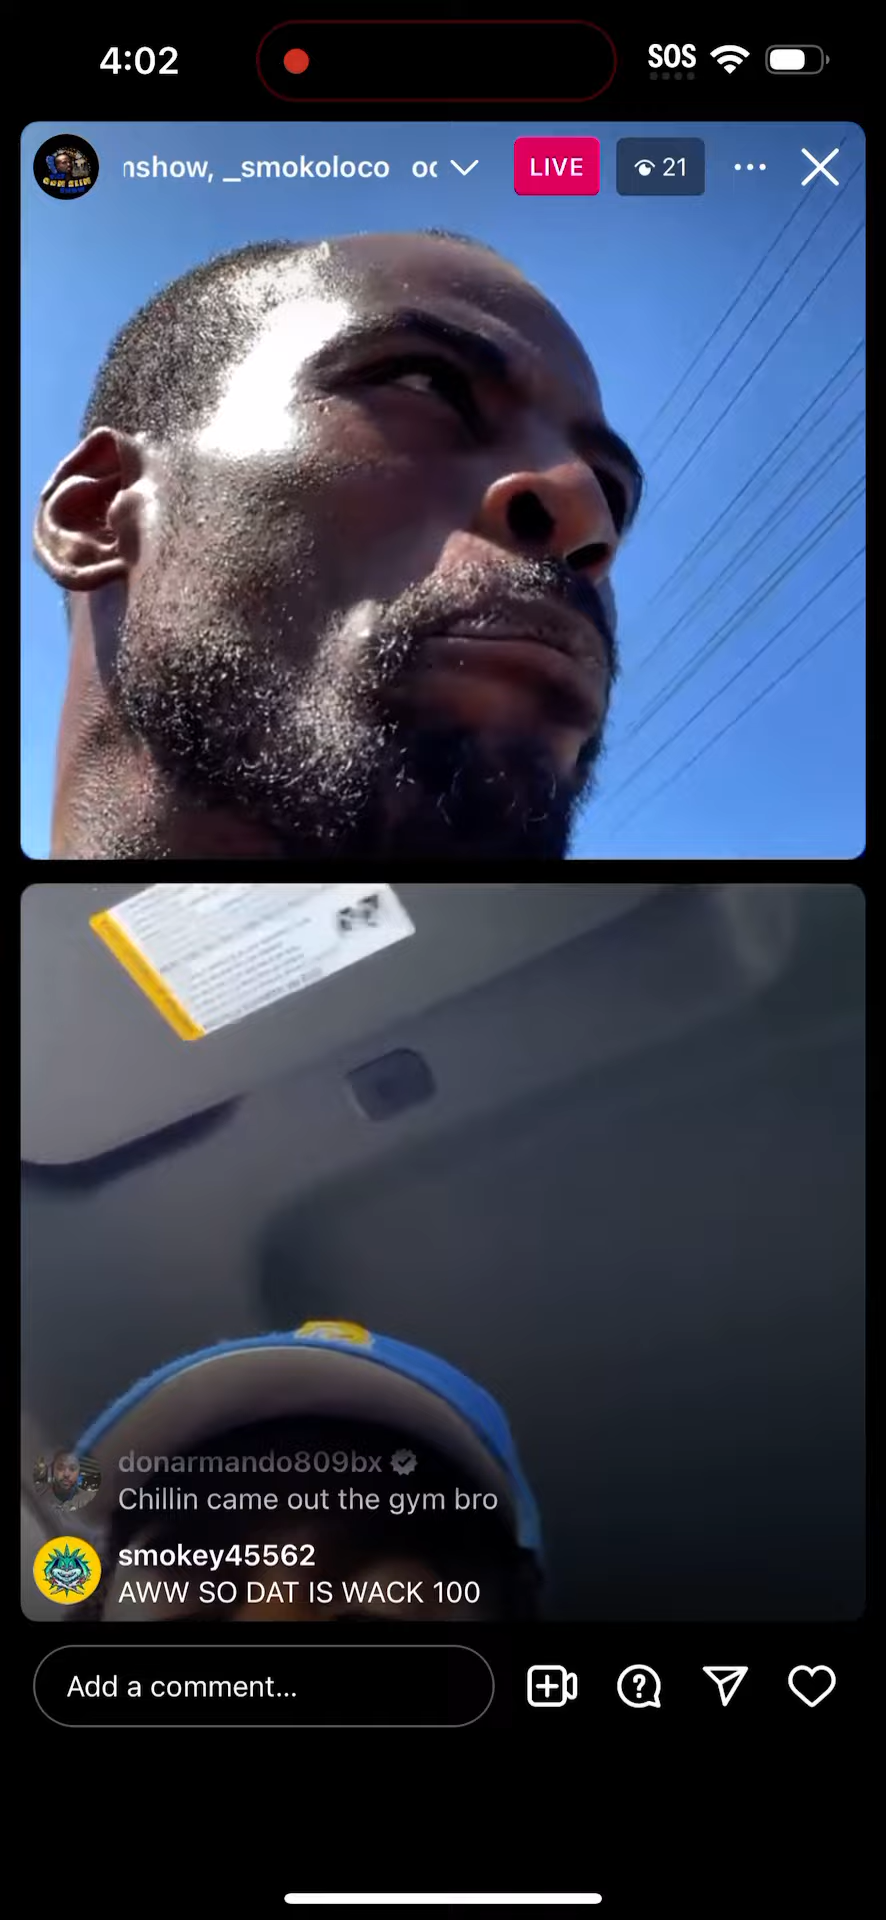 4:02
SOS
nshow, _smokoloco oc
LIVE
21
donarmando809bx
Chillin came out the gym bro
smokey45562
AWW SO DAT IS WACK 100
Add a comment...